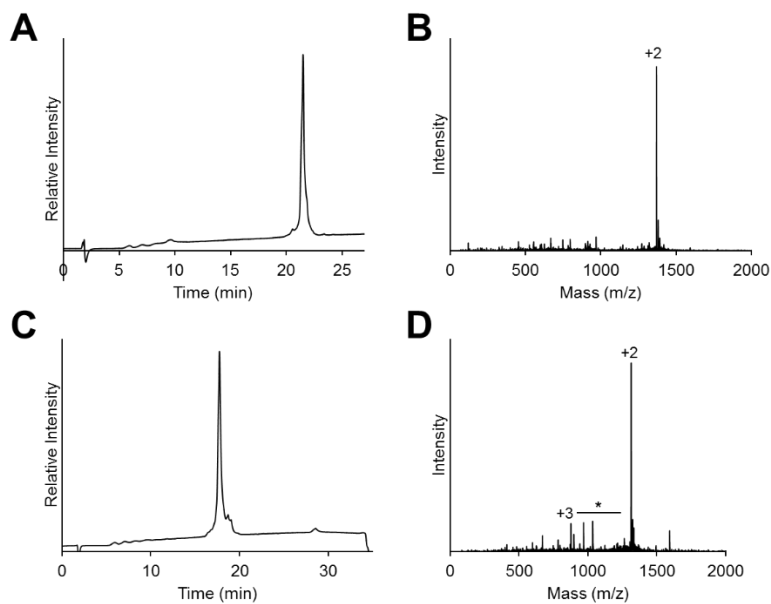 A
Relative Intensity
0 5 10 15 20 25
Time (min)
B
+2
Intensity
0 500 1000 1500 2000
Mass (m/z)
C
Relative Intensity
0 10 20 30
Time (min)
D
+2
+3 *
Intensity
0 500 1000 1500 2000
Mass (m/z)